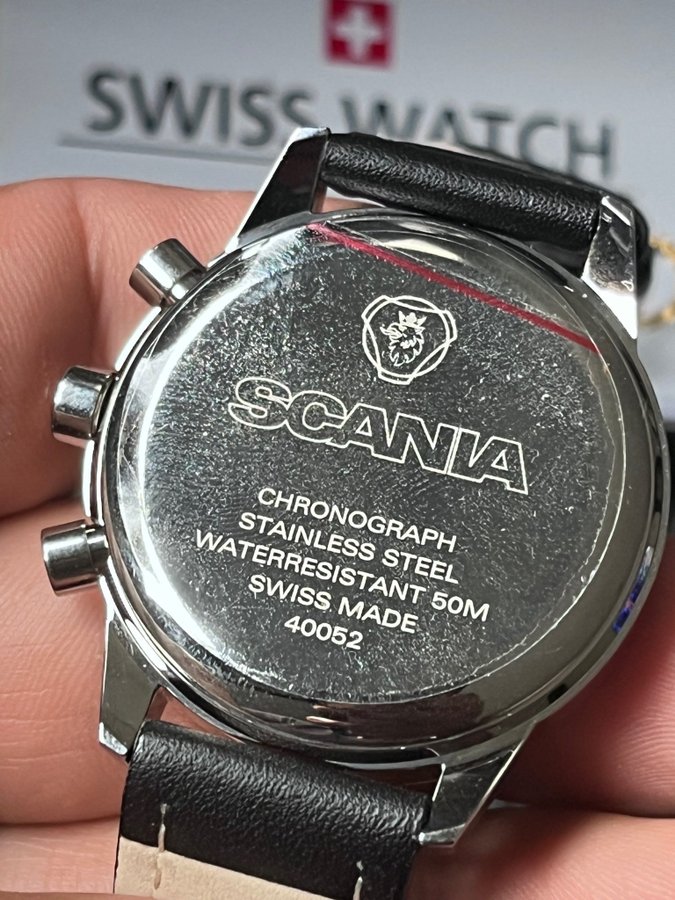 SWISS WATCH
SCANIA
CHRONOGRAPH
STAINLESS STEEL
WATERRESISTANT 50M
SWISS MADE
40052